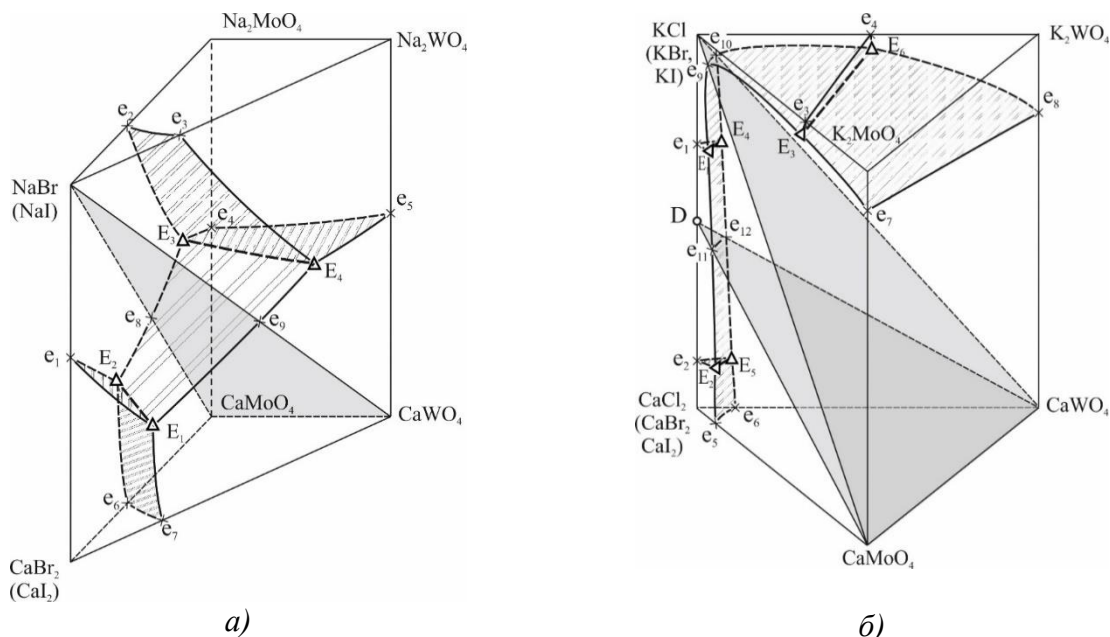 Na₂MoO₄
Na₂WO₄
e₂
e₃
NaBr
(NaI)
e₅
e₄
E₃
E₄
e₈
e₉
e₁
E₂
CaMoO₄
CaWO₄
E₁
e₆
e₇
CaBr₂
(CaI₂)
а)
KCl
(KBr,
KI)
e₁₀
e₄
K₂WO₄
E₆
e₉
e₈
e₃
K₂MoO₄
E₃
e₁
E₄
E
e₇
D
e₁₂
e₁₁
e₂
E₅
E₂
CaCl₂
(CaBr₂
CaI₂)
e₆
e₅
CaWO₄
CaMoO₄
б)